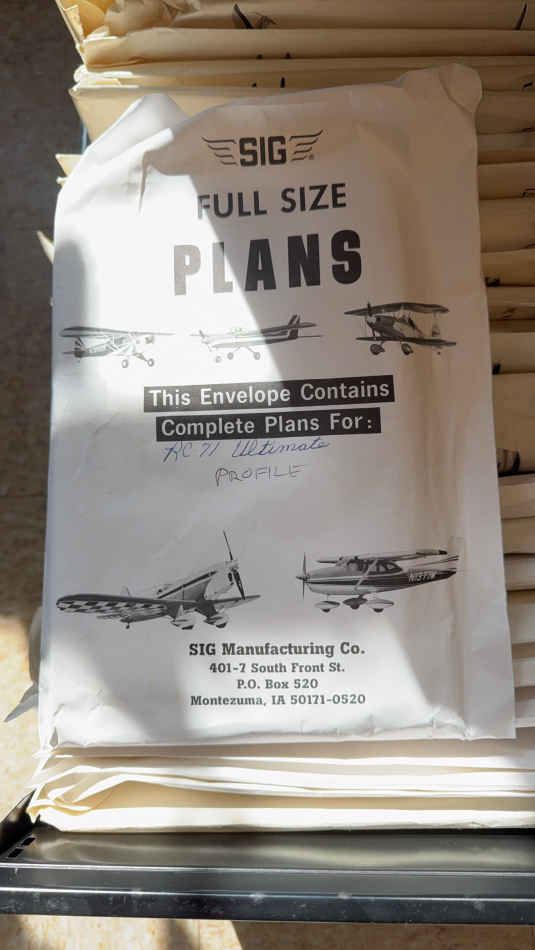 SIG
FULL SIZE
PLANS
This Envelope Contains
Complete Plans For:
RC 71 Ultimate
PROFILE
SIG Manufacturing Co.
401-7 South Front St.
P.O. Box 520
Montezuma, IA 50171-0520